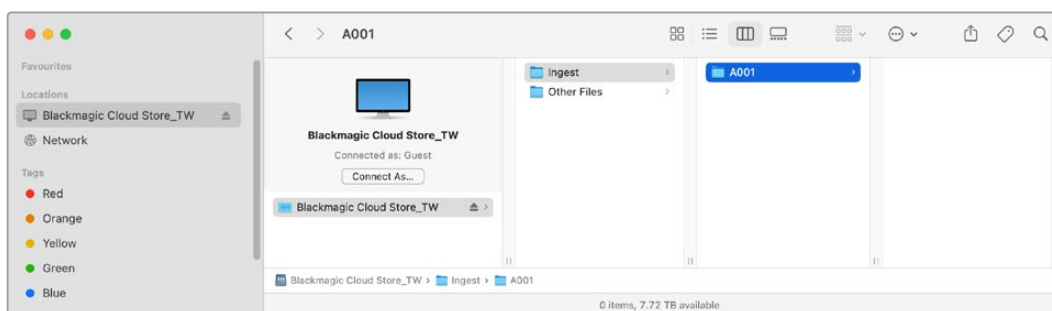 A001
Favourites
Locations
Blackmagic Cloud Store_TW
Network
Tags
Red
Orange
Yellow
Green
Blue
Blackmagic Cloud Store_TW
Connected as: Guest
Connect As...
Blackmagic Cloud Store_TW
Ingest
Other Files
A001
Blackmagic Cloud Store_TW › Ingest › A001
0 items, 7.72 TB available